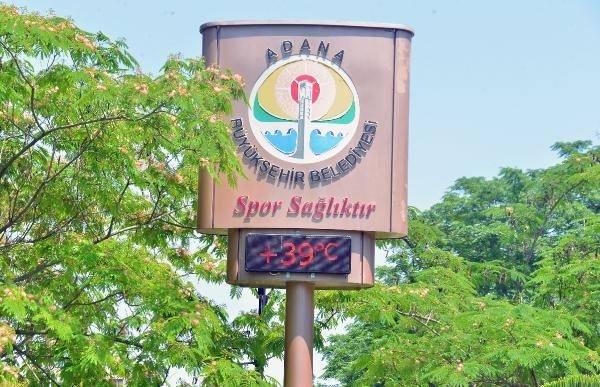 ADANA
BÜYÜKŞEHİR BELEDİYESİ
Spor Sağlıktır
+39°C